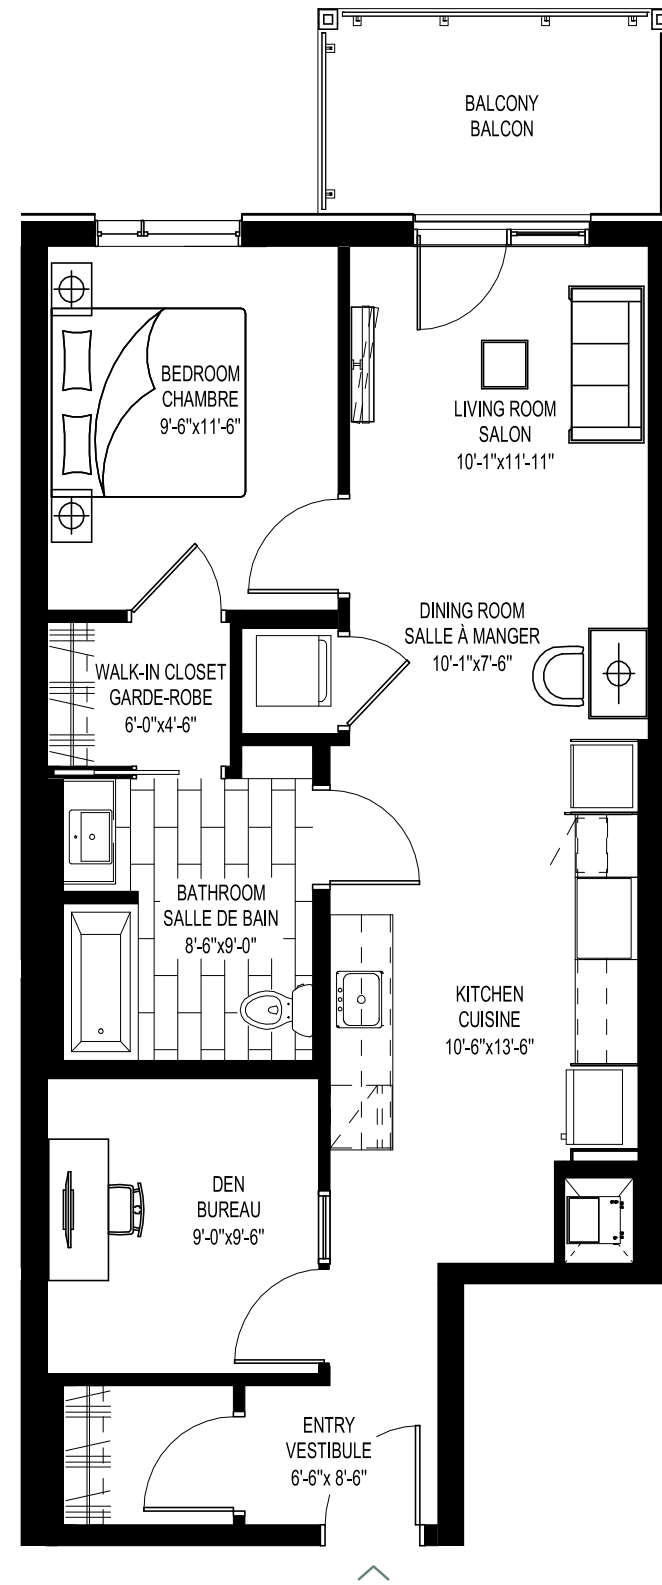 BALCONY
BALCON
BEDROOM
CHAMBRE
9'-6"x11'-6"
LIVING ROOM
SALON
10'-1"x11'-11"
DINING ROOM
SALLE À MANGER
10'-1"x7'-6"
WALK-IN CLOSET
GARDE-ROBE
6'-0"x4'-6"
BATHROOM
SALLE DE BAIN
8'-6"x9'-0"
KITCHEN
CUISINE
10'-6"x13'-6"
DEN
BUREAU
9'-0"x9'-6"
ENTRY
VESTIBULE
6'-6"x 8'-6"